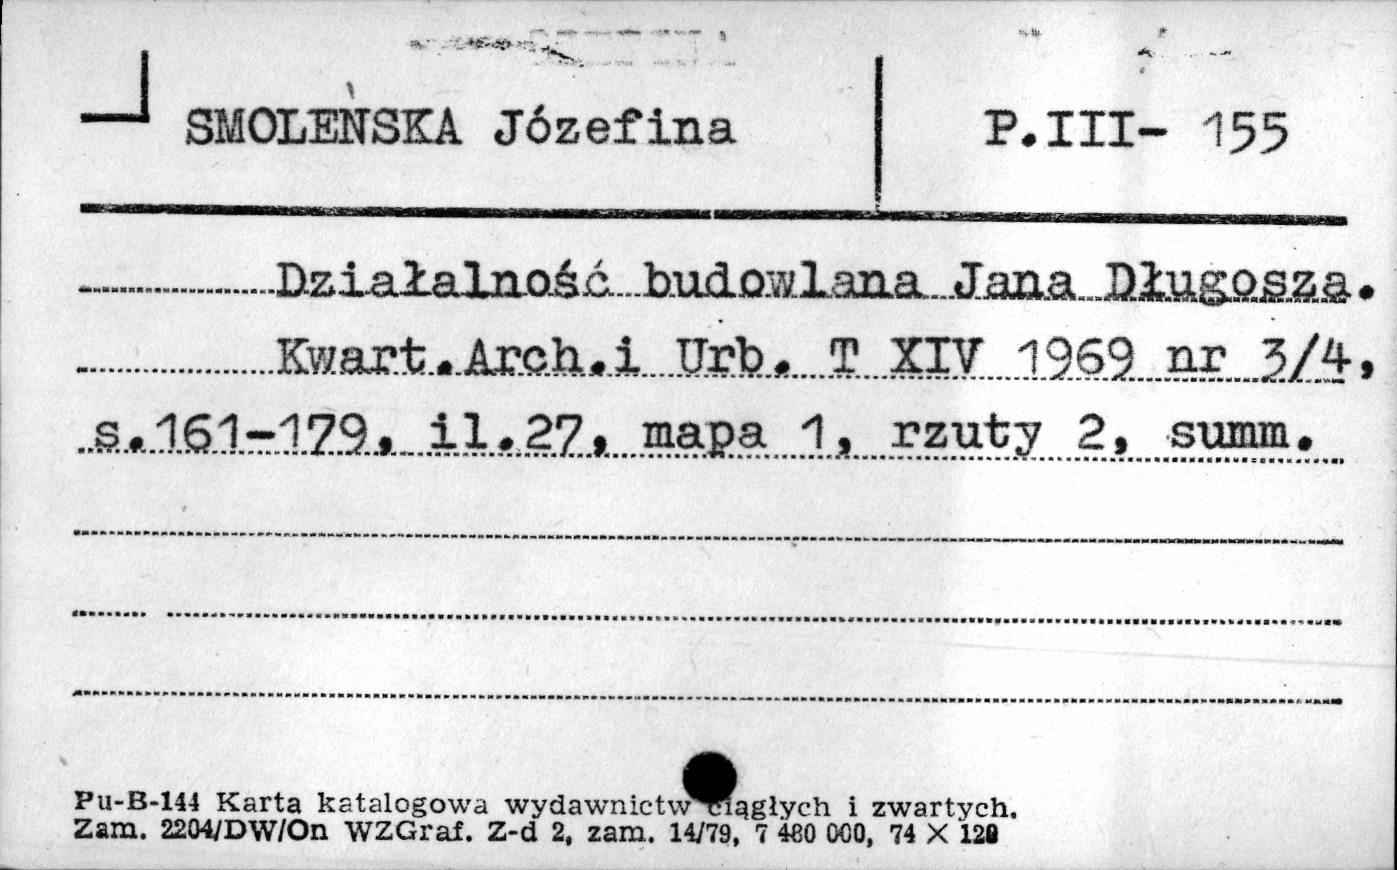 SMOLEŃSKA Józefina
P.III- 155
Działalność budowlana Jana Długosza.
Kwart.Arch.i Urb. T XIV 1969 nr 3/4,
s.161-179, il.27, mapa 1, rzuty 2, summ.
Pu-B-144 Karta katalogowa wydawnictw ciągłych i zwartych.
Zam. 2204/DW/On WZGraf. Z-d 2, zam. 14/79, 7 480 000, 74 X 128